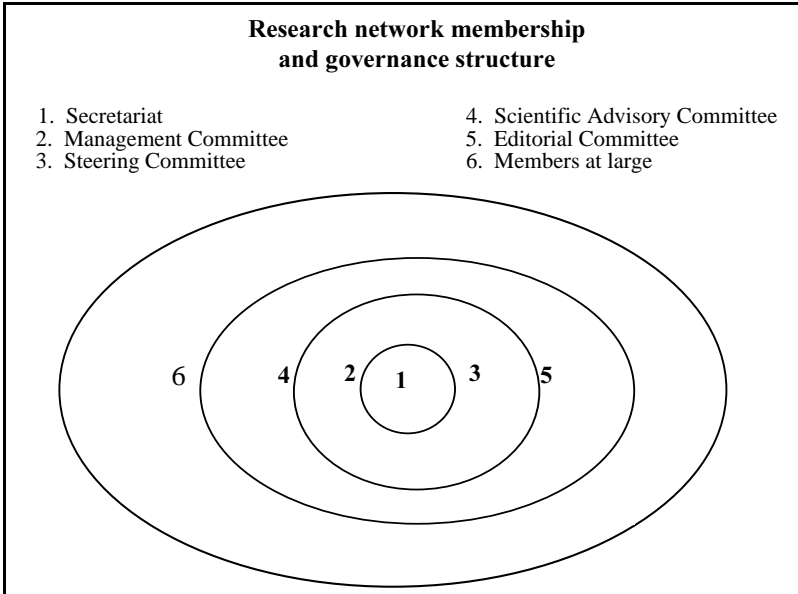 Research network membership
and governance structure
1. Secretariat
2. Management Committee
3. Steering Committee
4. Scientific Advisory Committee
5. Editorial Committee
6. Members at large
6 4 2 1 3 5